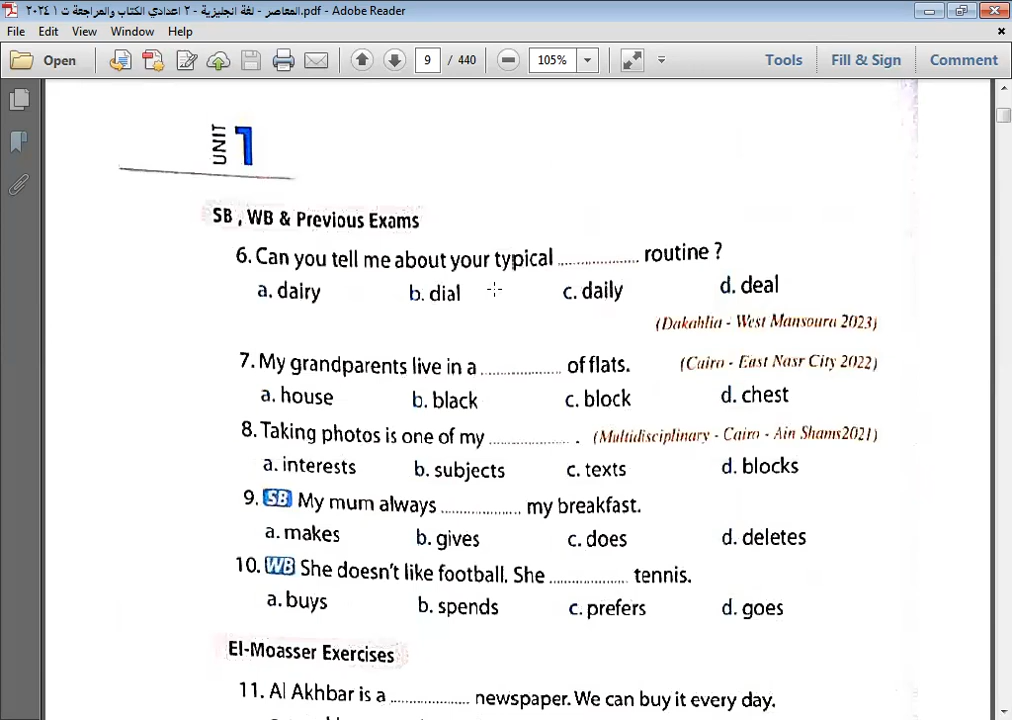 المعاصر - لغة انجليزية - ٢ اعدادي الكتاب والمراجعة ت ١ ٢٠٢٤.pdf - Adobe Reader
File Edit View Window Help
Open 9 / 440 105% Tools Fill & Sign Comment
UNIT 1
SB , WB & Previous Exams
6. Can you tell me about your typical .................... routine ?
a. dairy b. dial c. daily d. deal
(Dakahlia - West Mansoura 2023)
7. My grandparents live in a .................... of flats. (Cairo - East Nasr City 2022)
a. house b. black c. block d. chest
8. Taking photos is one of my .................... . (Multidisciplinary - Cairo - Ain Shams2021)
a. interests b. subjects c. texts d. blocks
9. SB My mum always .................... my breakfast.
a. makes b. gives c. does d. deletes
10. WB She doesn't like football. She .................... tennis.
a. buys b. spends c. prefers d. goes
El-Moasser Exercises
11. Al Akhbar is a .................... newspaper. We can buy it every day.